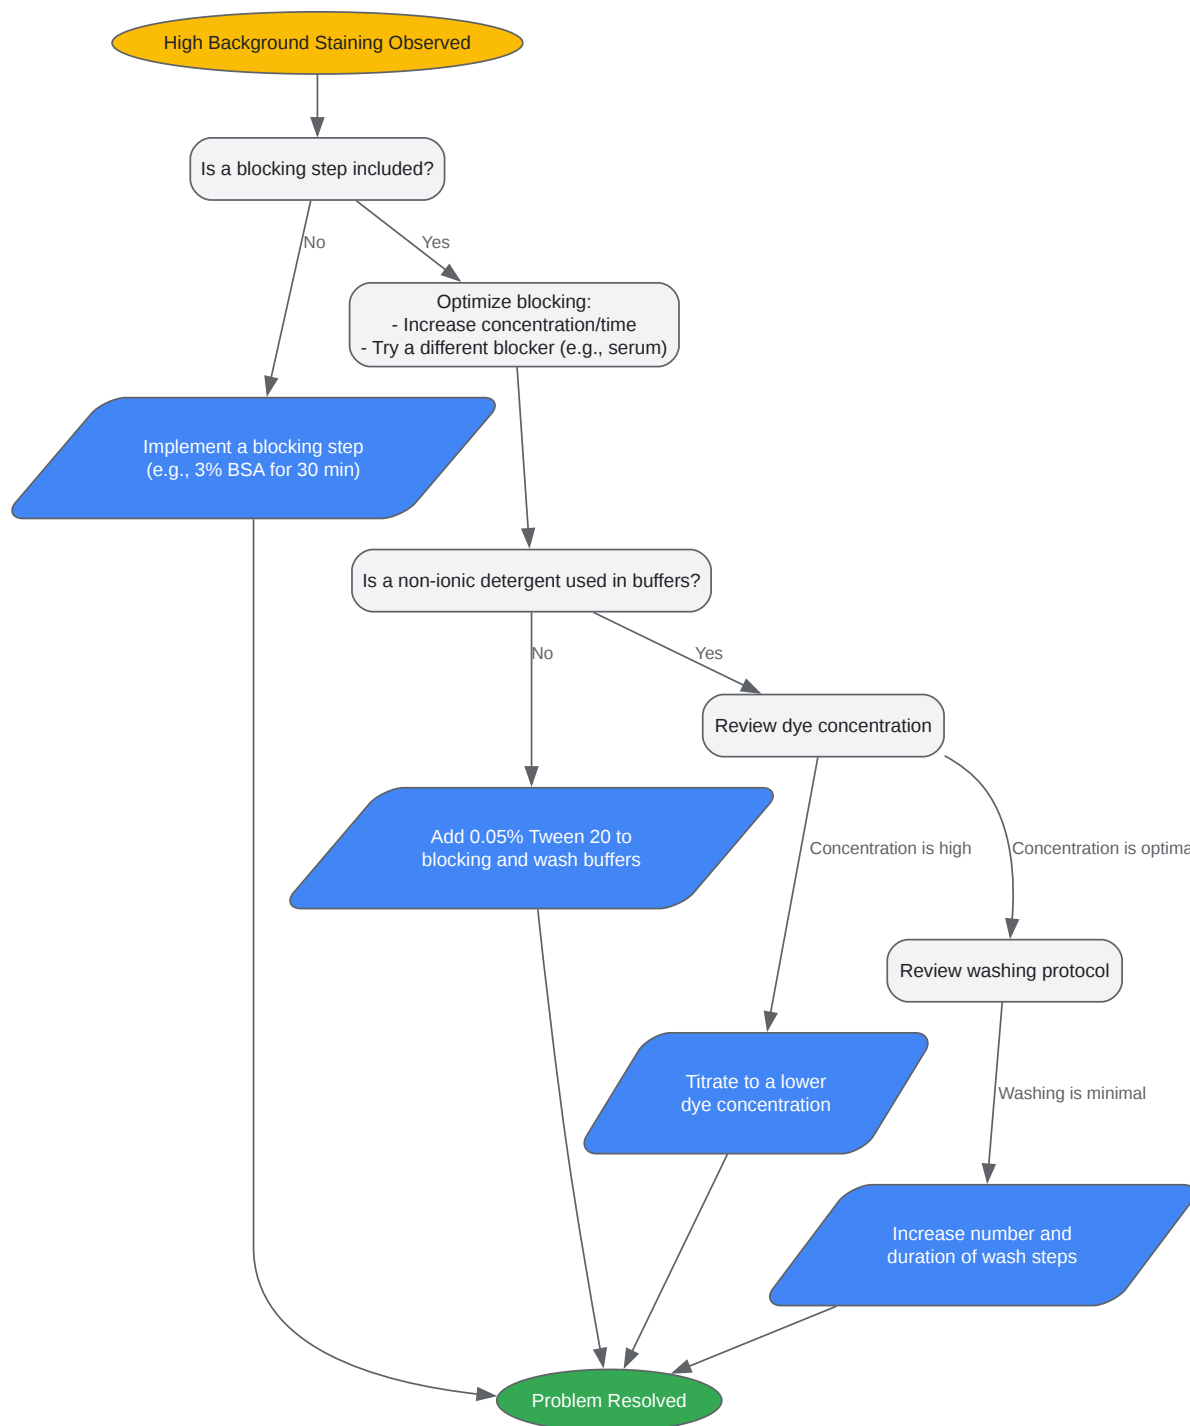 High Background Staining Observed
Is a blocking step included?
No
Yes
Optimize blocking:
- Increase concentration/time
- Try a different blocker (e.g., serum)
Implement a blocking step
(e.g., 3% BSA for 30 min)
Is a non-ionic detergent used in buffers?
No
Yes
Review dye concentration
Add 0.05% Tween 20 to
blocking and wash buffers
Concentration is high
Concentration is optima
Review washing protocol
Titrate to a lower
dye concentration
Washing is minimal
Increase number and
duration of wash steps
Problem Resolved